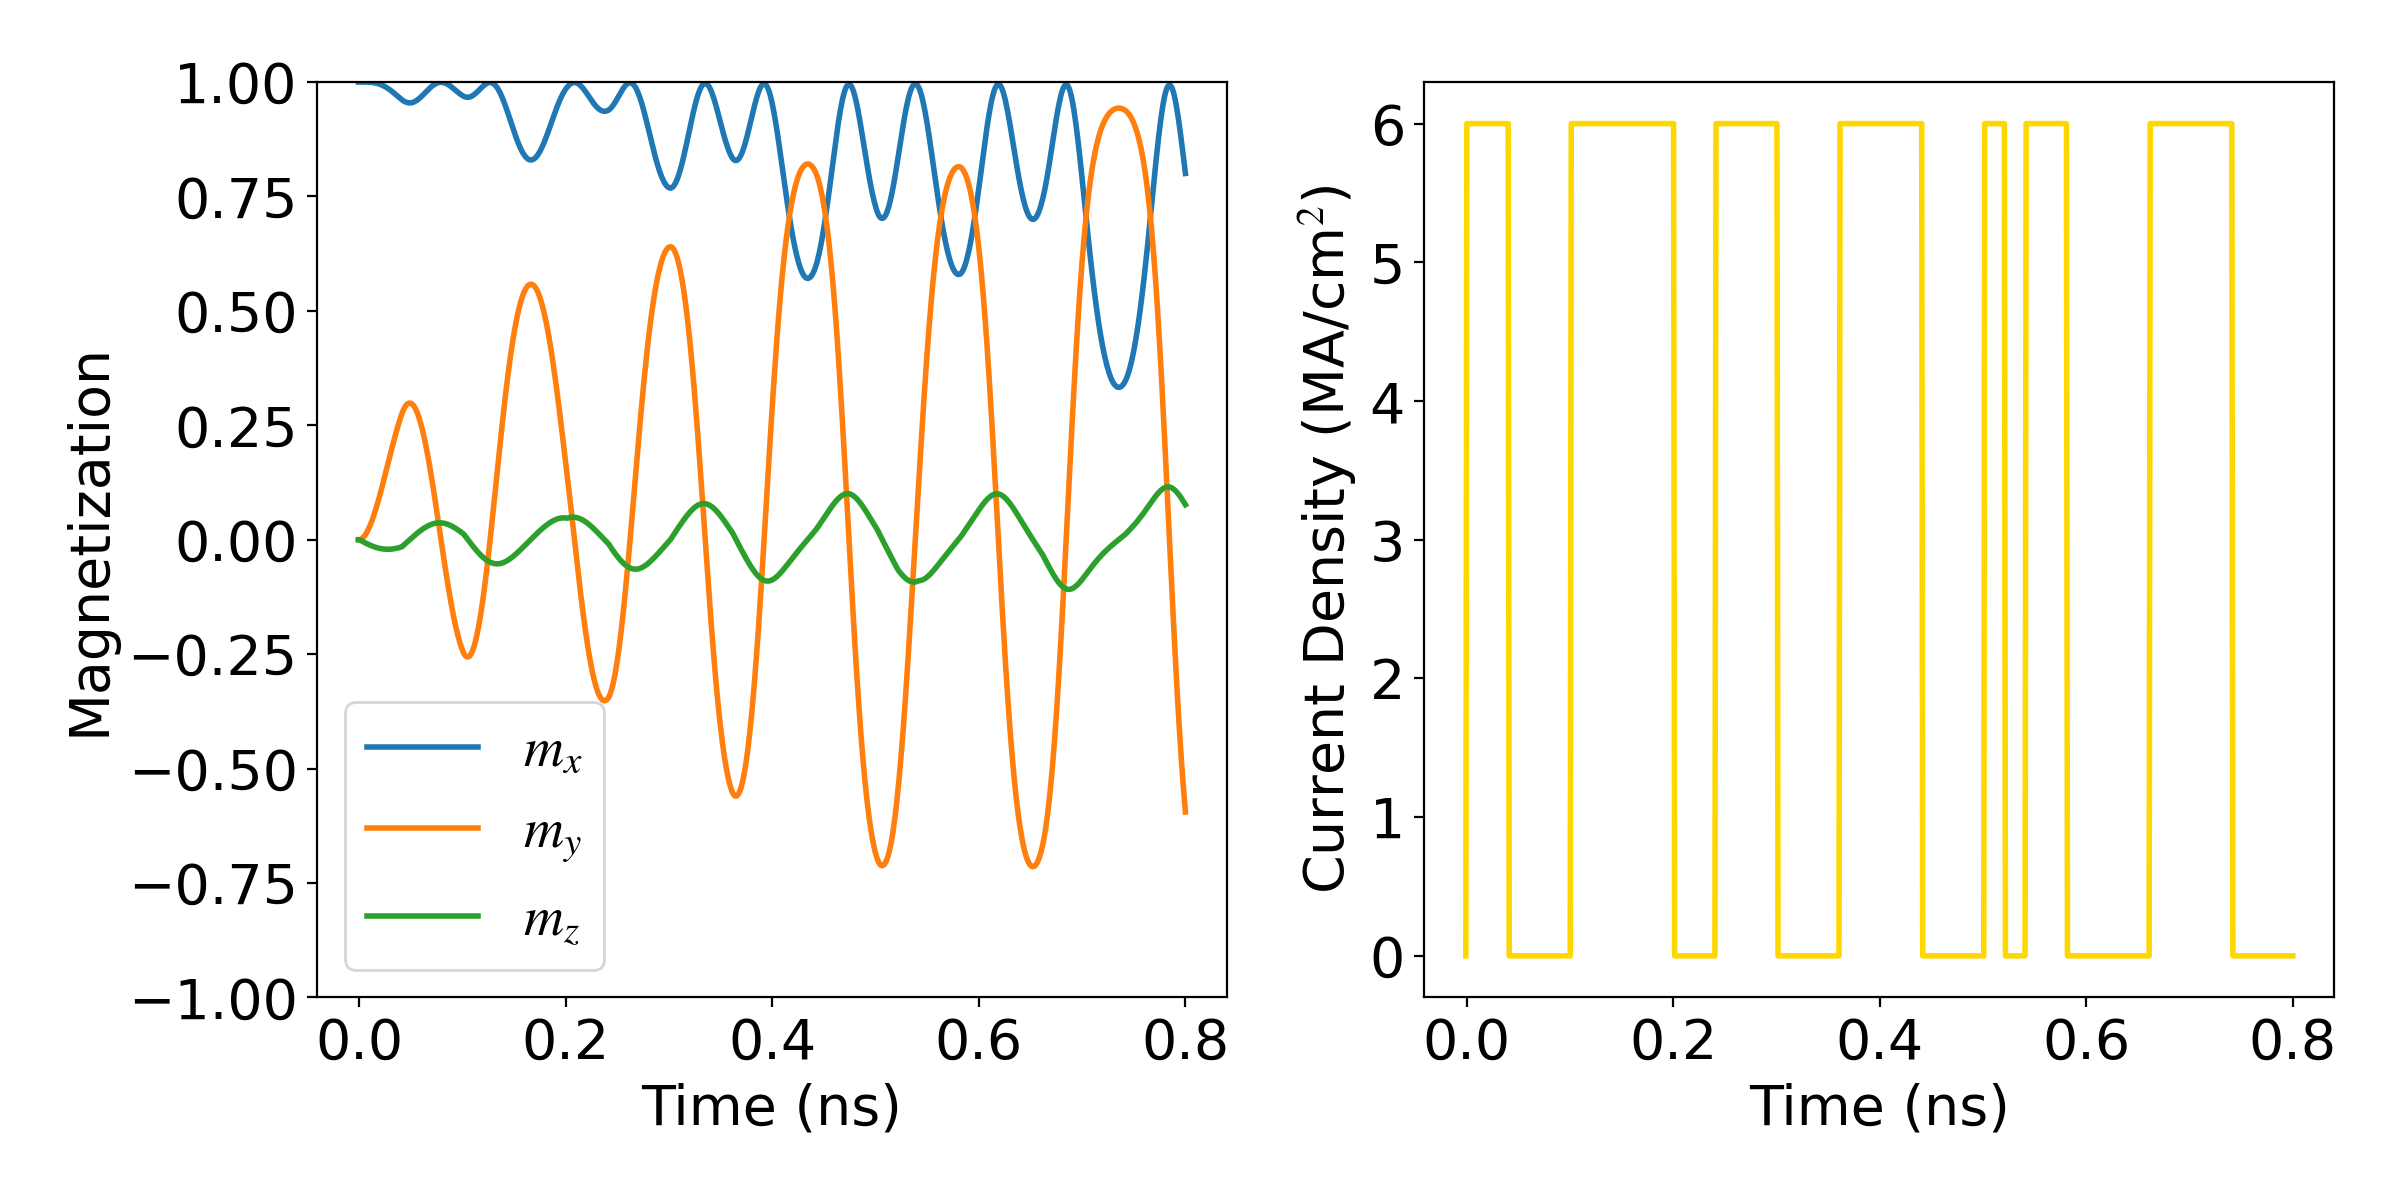 Magnetization
1.00
0.75
0.50
0.25
0.00
−0.25
−0.50
−0.75
−1.00
m_x
m_y
m_z
0.0 0.2 0.4 0.6 0.8
Time (ns)
Current Density (MA/cm²)
6
5
4
3
2
1
0
0.0 0.2 0.4 0.6 0.8
Time (ns)